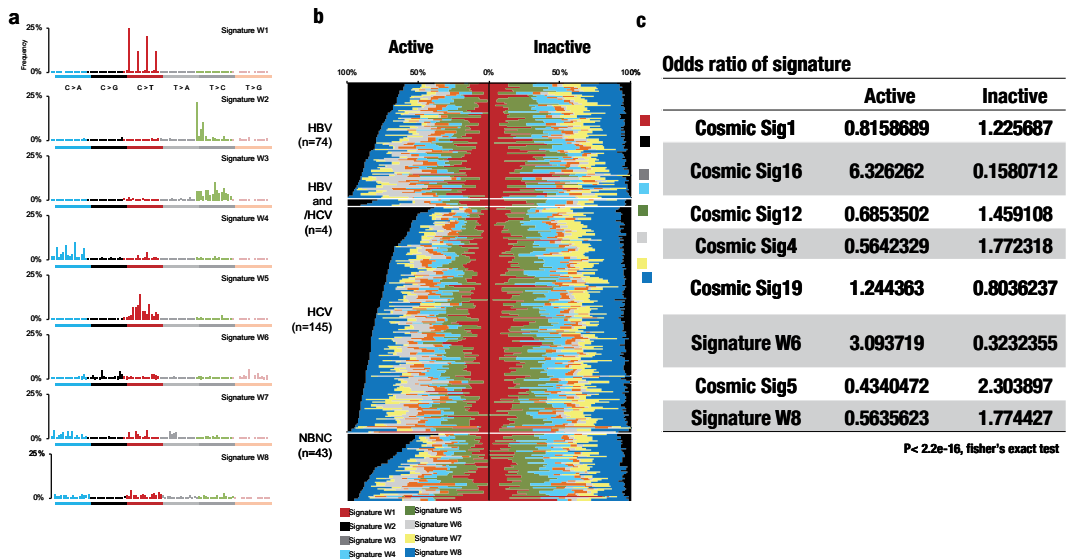 a
25%
Signature W1
Frequency
0%
C > A C > G C > T T > A T > C T > G
25%
Signature W2
0%
25%
Signature W3
0%
25%
Signature W4
0%
25%
Signature W5
0%
25%
Signature W6
0%
25%
Signature W7
0%
25%
Signature W8
0%
b
Active Inactive
100% 50% 0% 50% 100%
HBV
(n=74)
HBV
and
/HCV
(n=4)
HCV
(n=145)
NBNC
(n=43)
Signature W1 Signature W5
Signature W2 Signature W6
Signature W3 Signature W7
Signature W4 Signature W8
c
Odds ratio of signature
Active Inactive
Cosmic Sig1 0.8158689 1.225687
Cosmic Sig16 6.326262 0.1580712
Cosmic Sig12 0.6853502 1.459108
Cosmic Sig4 0.5642329 1.772318
Cosmic Sig19 1.244363 0.8036237
Signature W6 3.093719 0.3232355
Cosmic Sig5 0.4340472 2.303897
Signature W8 0.5635623 1.774427
P< 2.2e-16, fisher's exact test